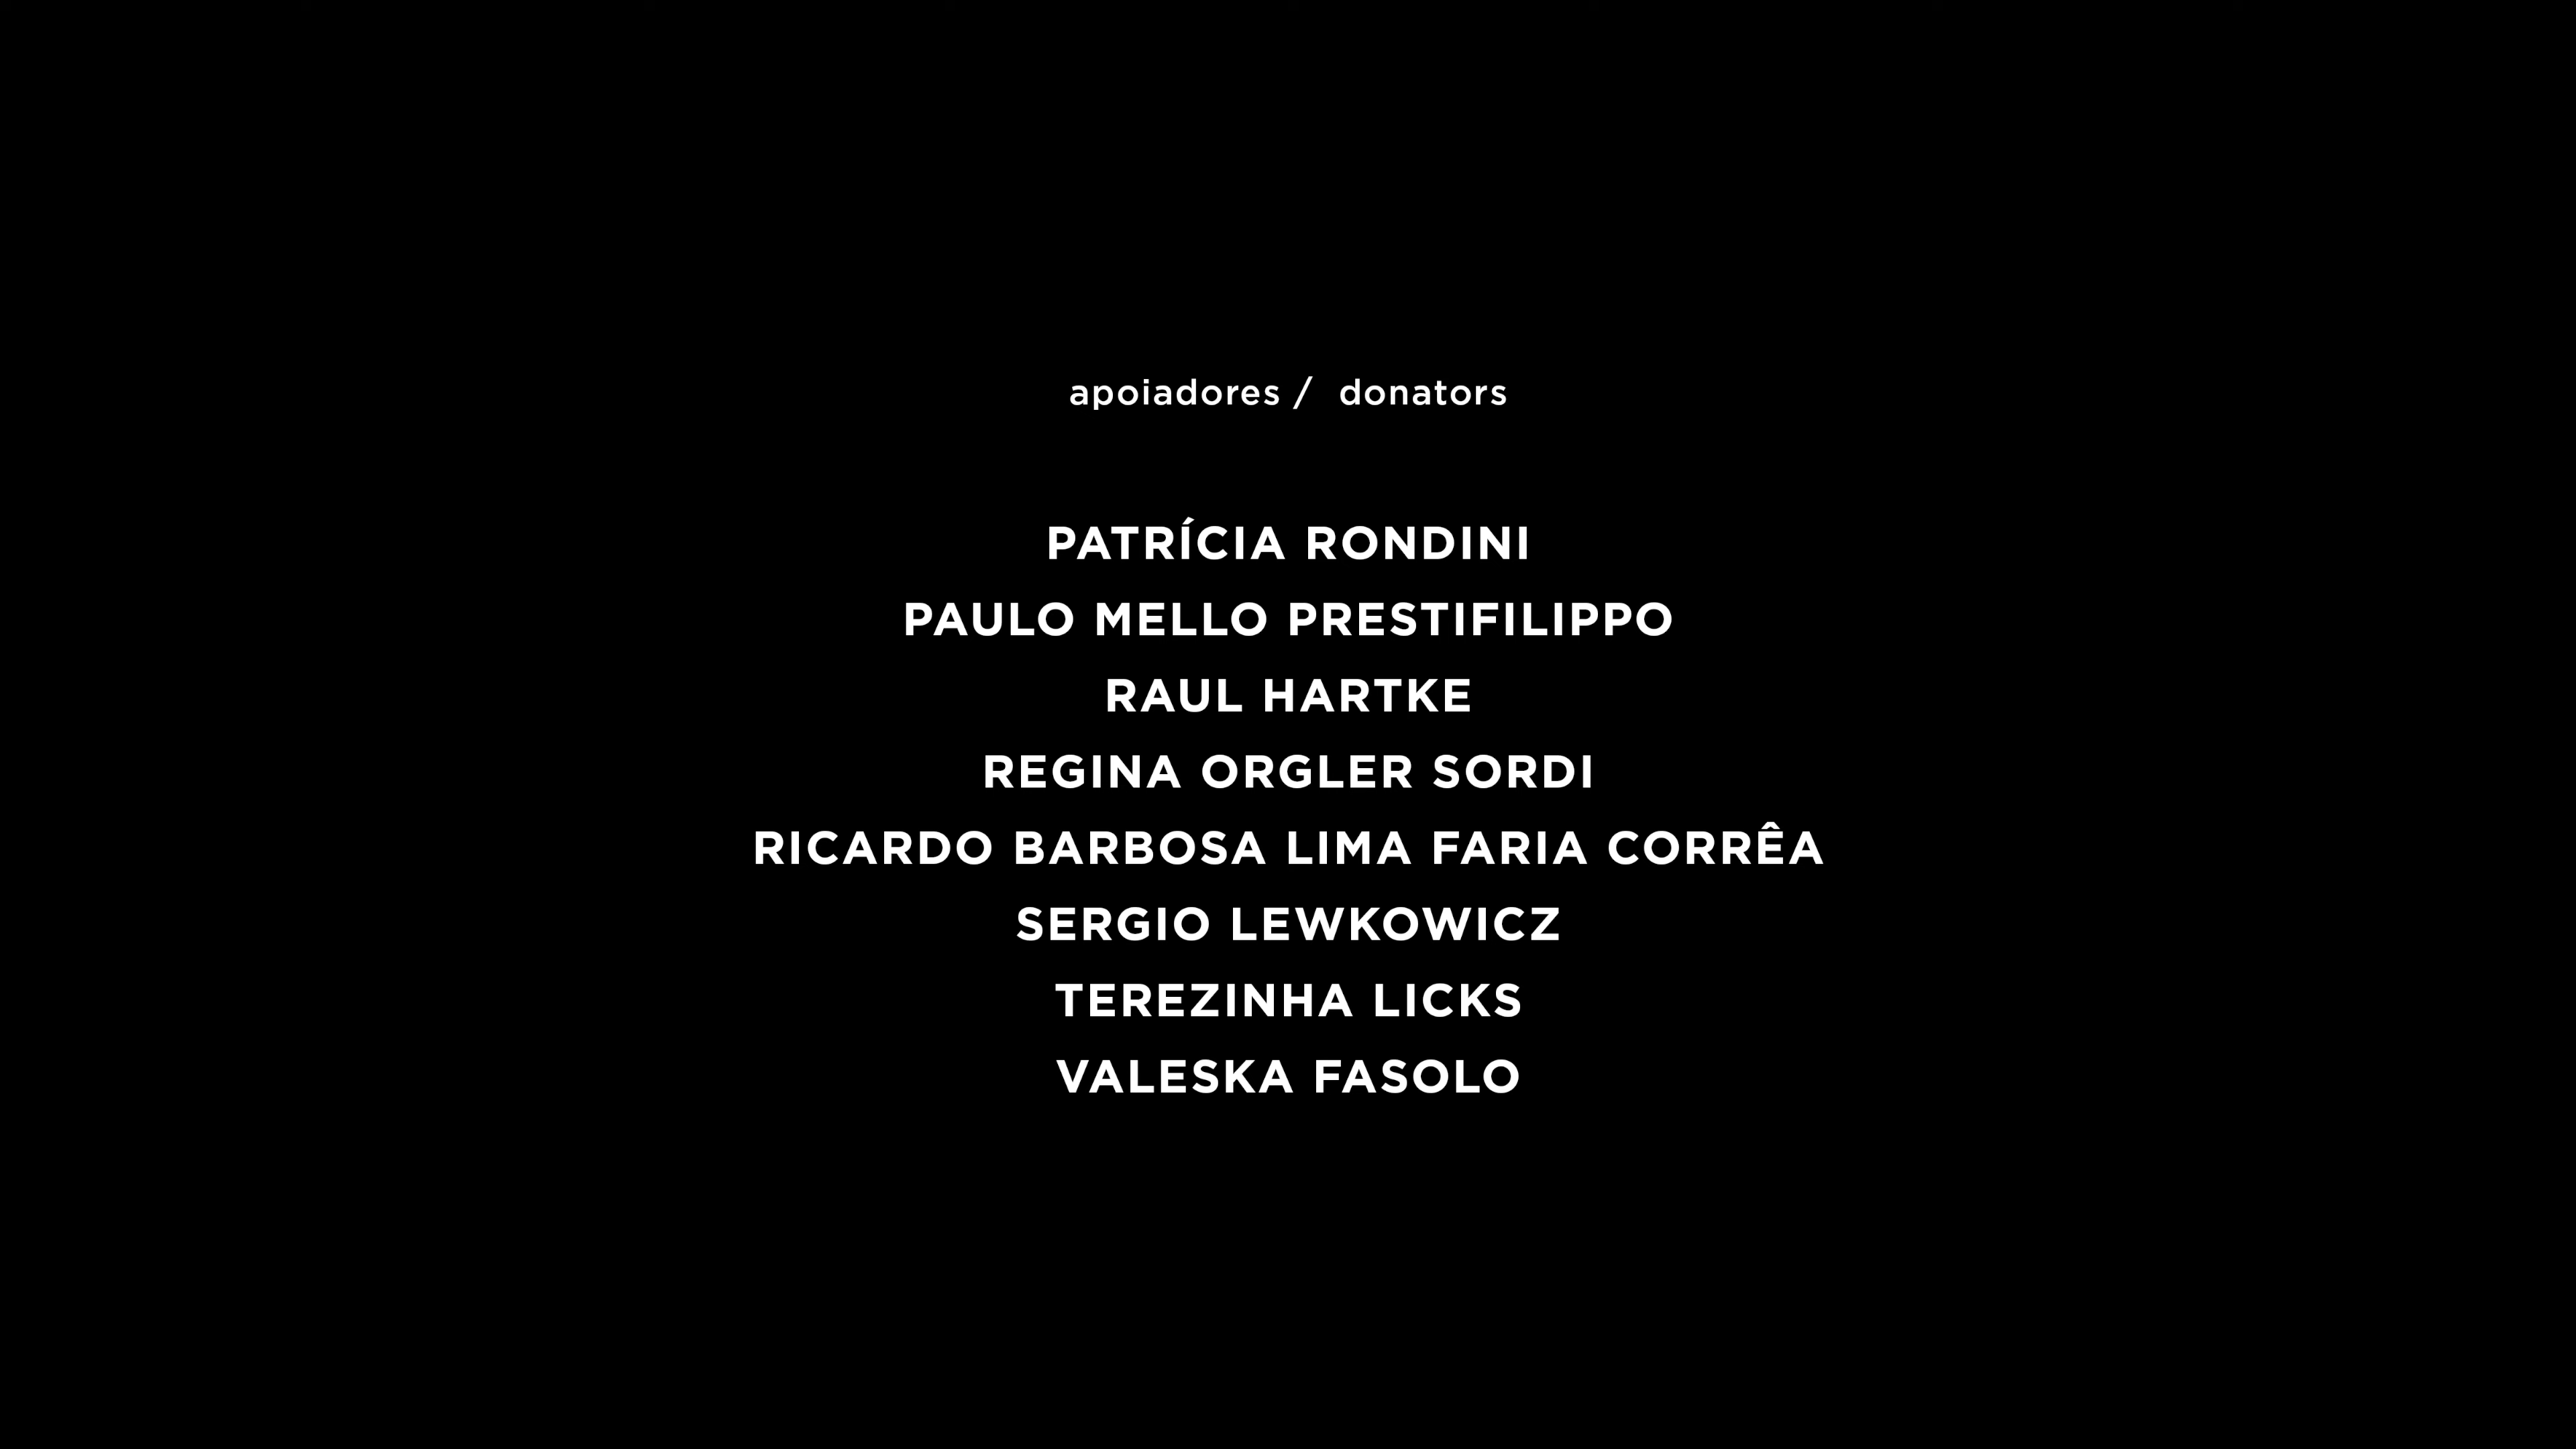 apoiadores / donators
PATRÍCIA RONDINI
PAULO MELLO PRESTIFILIPPO
RAUL HARTKE
REGINA ORGLER SORDI
RICARDO BARBOSA LIMA FARIA CORRÊA
SERGIO LEWKOWICZ
TEREZINHA LICKS
VALESKA FASOLO